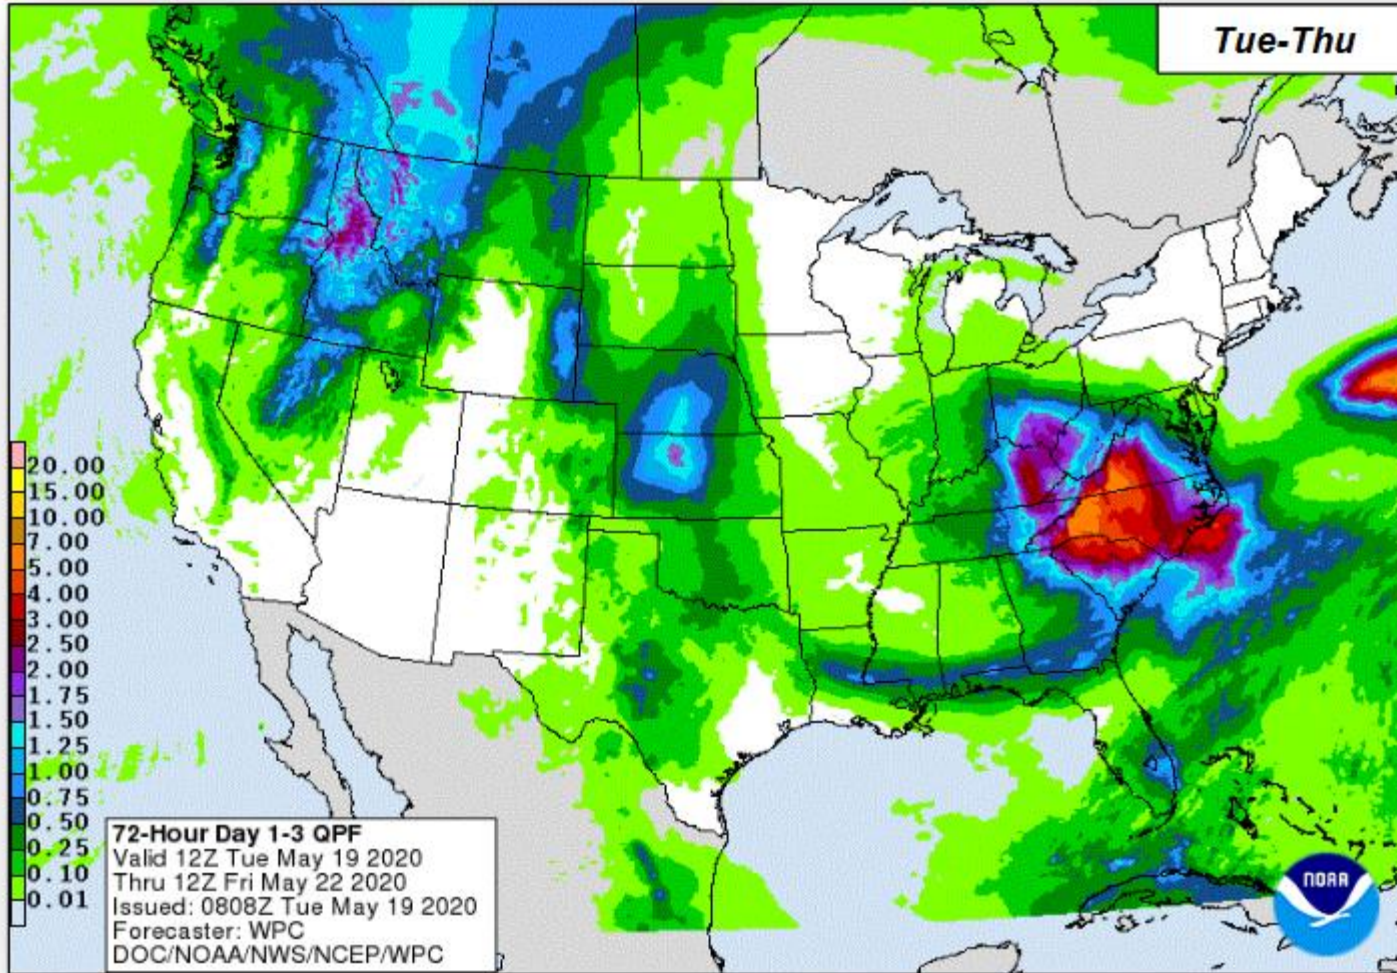 Tue-Thu
20.00
15.00
10.00
7.00
5.00
4.00
3.00
2.50
2.00
1.75
1.50
1.25
1.00
0.75
0.50
0.25
0.10
0.01
72-Hour Day 1-3 QPF
Valid 12Z Tue May 19 2020
Thru 12Z Fri May 22 2020
Issued: 0808Z Tue May 19 2020
Forecaster: WPC
DOC/NOAA/NWS/NCEP/WPC
NOAA